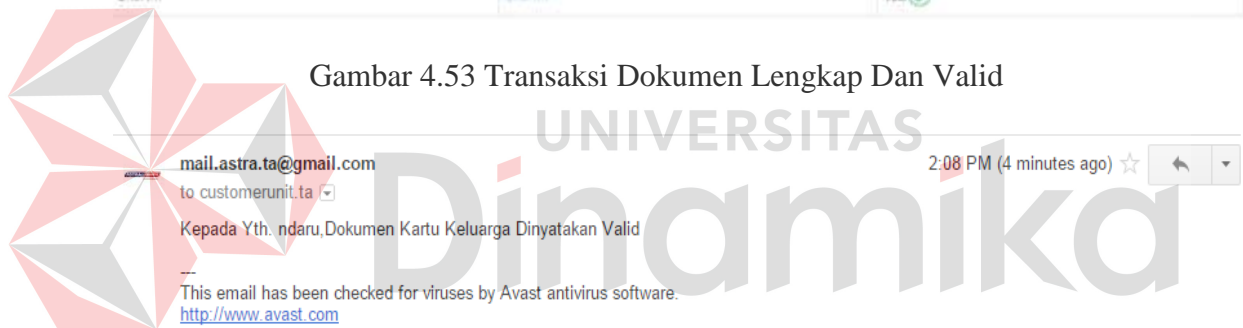 Gambar 4.53 Transaksi Dokumen Lengkap Dan Valid
UNIVERSITAS
Dinamika
mail.astra.ta@gmail.com
2:08 PM (4 minutes ago)
to customerunit.ta
Kepada Yth. ndaru,Dokumen Kartu Keluarga Dinyatakan Valid
---
This email has been checked for viruses by Avast antivirus software.
http://www.avast.com